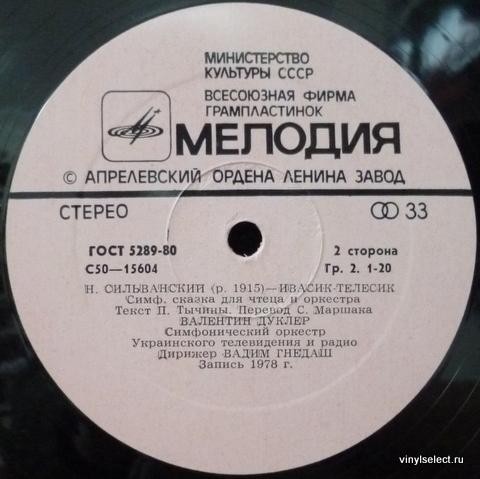 МИНИСТЕРСТВО
КУЛЬТУРЫ СССР
ВСЕСОЮЗНАЯ ФИРМА
ГРАМПЛАСТИНОК
МЕЛОДИЯ
© АПРЕЛЕВСКИЙ ОРДЕНА ЛЕНИНА ЗАВОД
СТЕРЕО 33
ГОСТ 5289-80 2 сторона
С50—15604 Гр. 2. 1-20
Н. СИЛЬВАНСКИЙ (р. 1915)—ИВАСИК-ТЕЛЕСИК
Симф. сказка для чтеца и оркестра
Текст П. Тычины. Перевод С. Маршака
ВАЛЕНТИН ДУКЛЕР
Симфонический оркестр
Украинского телевидения и радио
Дирижер ВАДИМ ГНЕДАШ
Запись 1978 г.
vinylselect.ru